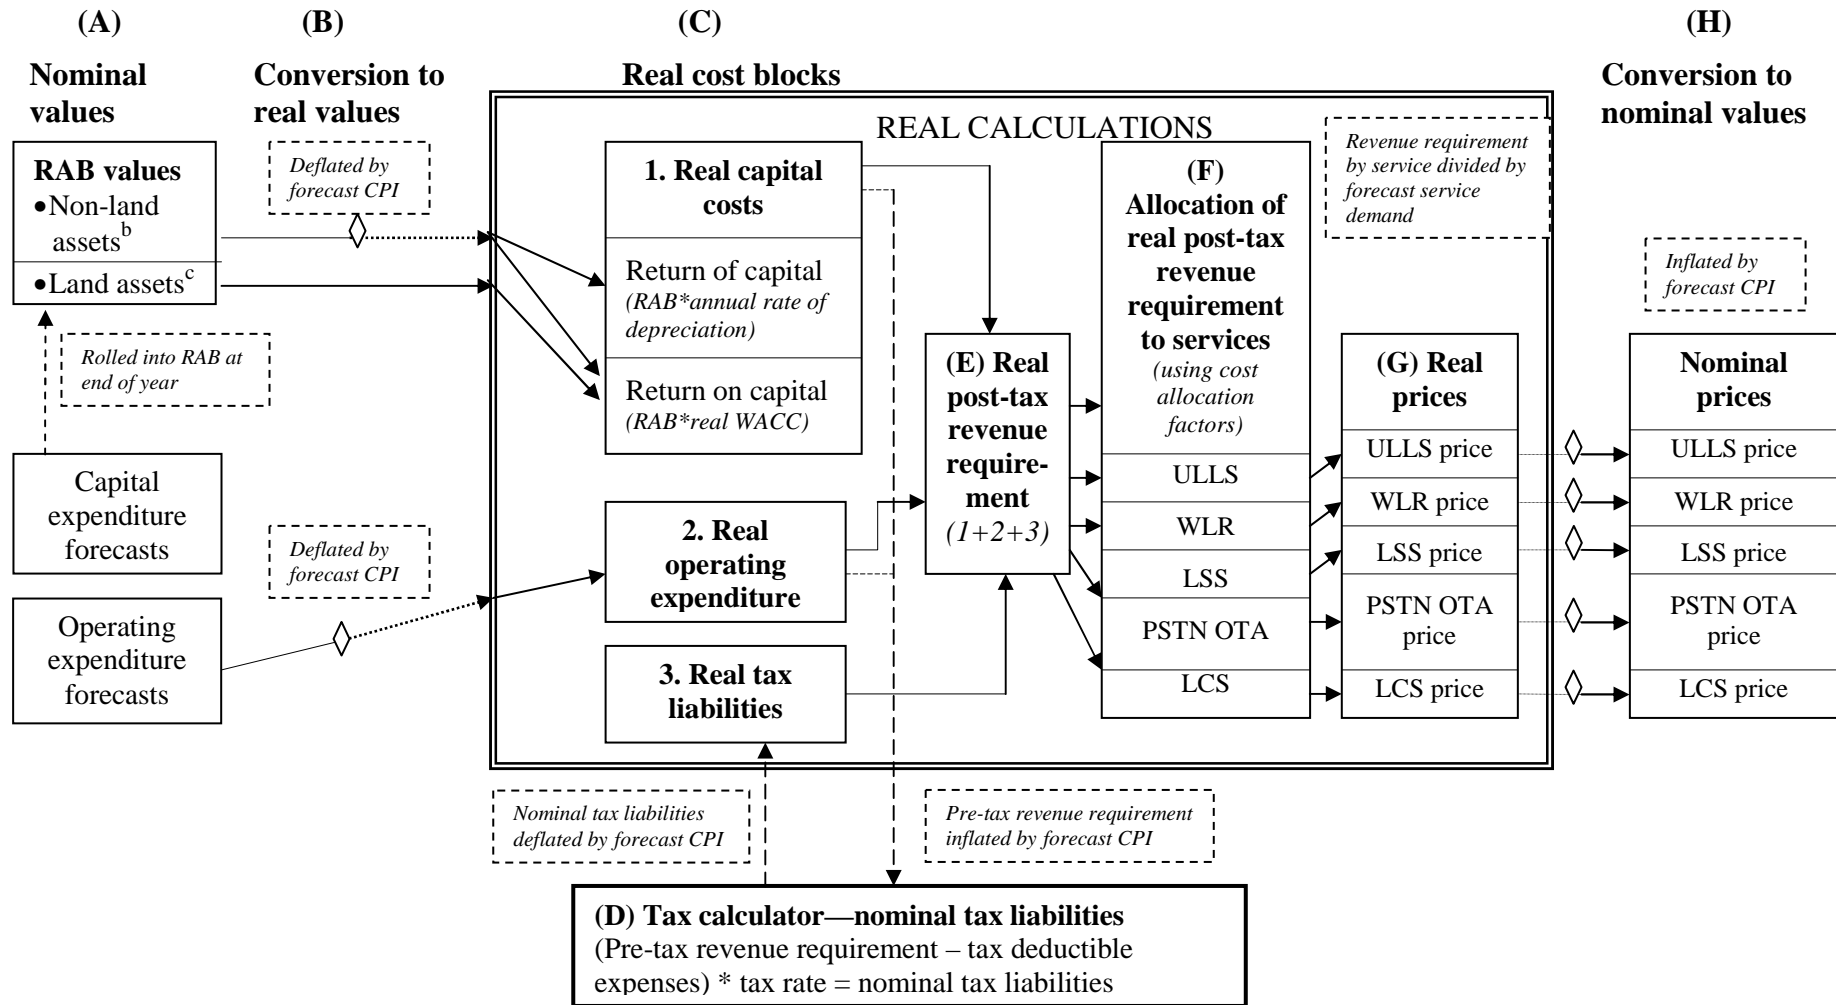 (A)
Nominal
values
RAB values
•Non-land
assetsᵇ
•Land assetsᶜ
Rolled into RAB at
end of year
Capital
expenditure
forecasts
Operating
expenditure
forecasts
(B)
Conversion to
real values
Deflated by
forecast CPI
Deflated by
forecast CPI
(C)
Real cost blocks
REAL CALCULATIONS
1. Real capital
costs
Return of capital
(RAB*annual rate of
depreciation)
Return on capital
(RAB*real WACC)
2. Real
operating
expenditure
3. Real tax
liabilities
(E) Real
post-tax
revenue
require-
ment
(1+2+3)
(F)
Allocation of
real post-tax
revenue
requirement
to services
(using cost
allocation
factors)
ULLS
WLR
LSS
PSTN OTA
LCS
Revenue requirement
by service divided by
forecast service
demand
(G) Real
prices
ULLS price
WLR price
LSS price
PSTN OTA
price
LCS price
(H)
Conversion to
nominal values
Inflated by
forecast CPI
Nominal
prices
ULLS price
WLR price
LSS price
PSTN OTA
price
LCS price
Nominal tax liabilities
deflated by forecast CPI
Pre-tax revenue requirement
inflated by forecast CPI
(D) Tax calculator—nominal tax liabilities
(Pre-tax revenue requirement – tax deductible
expenses) * tax rate = nominal tax liabilities